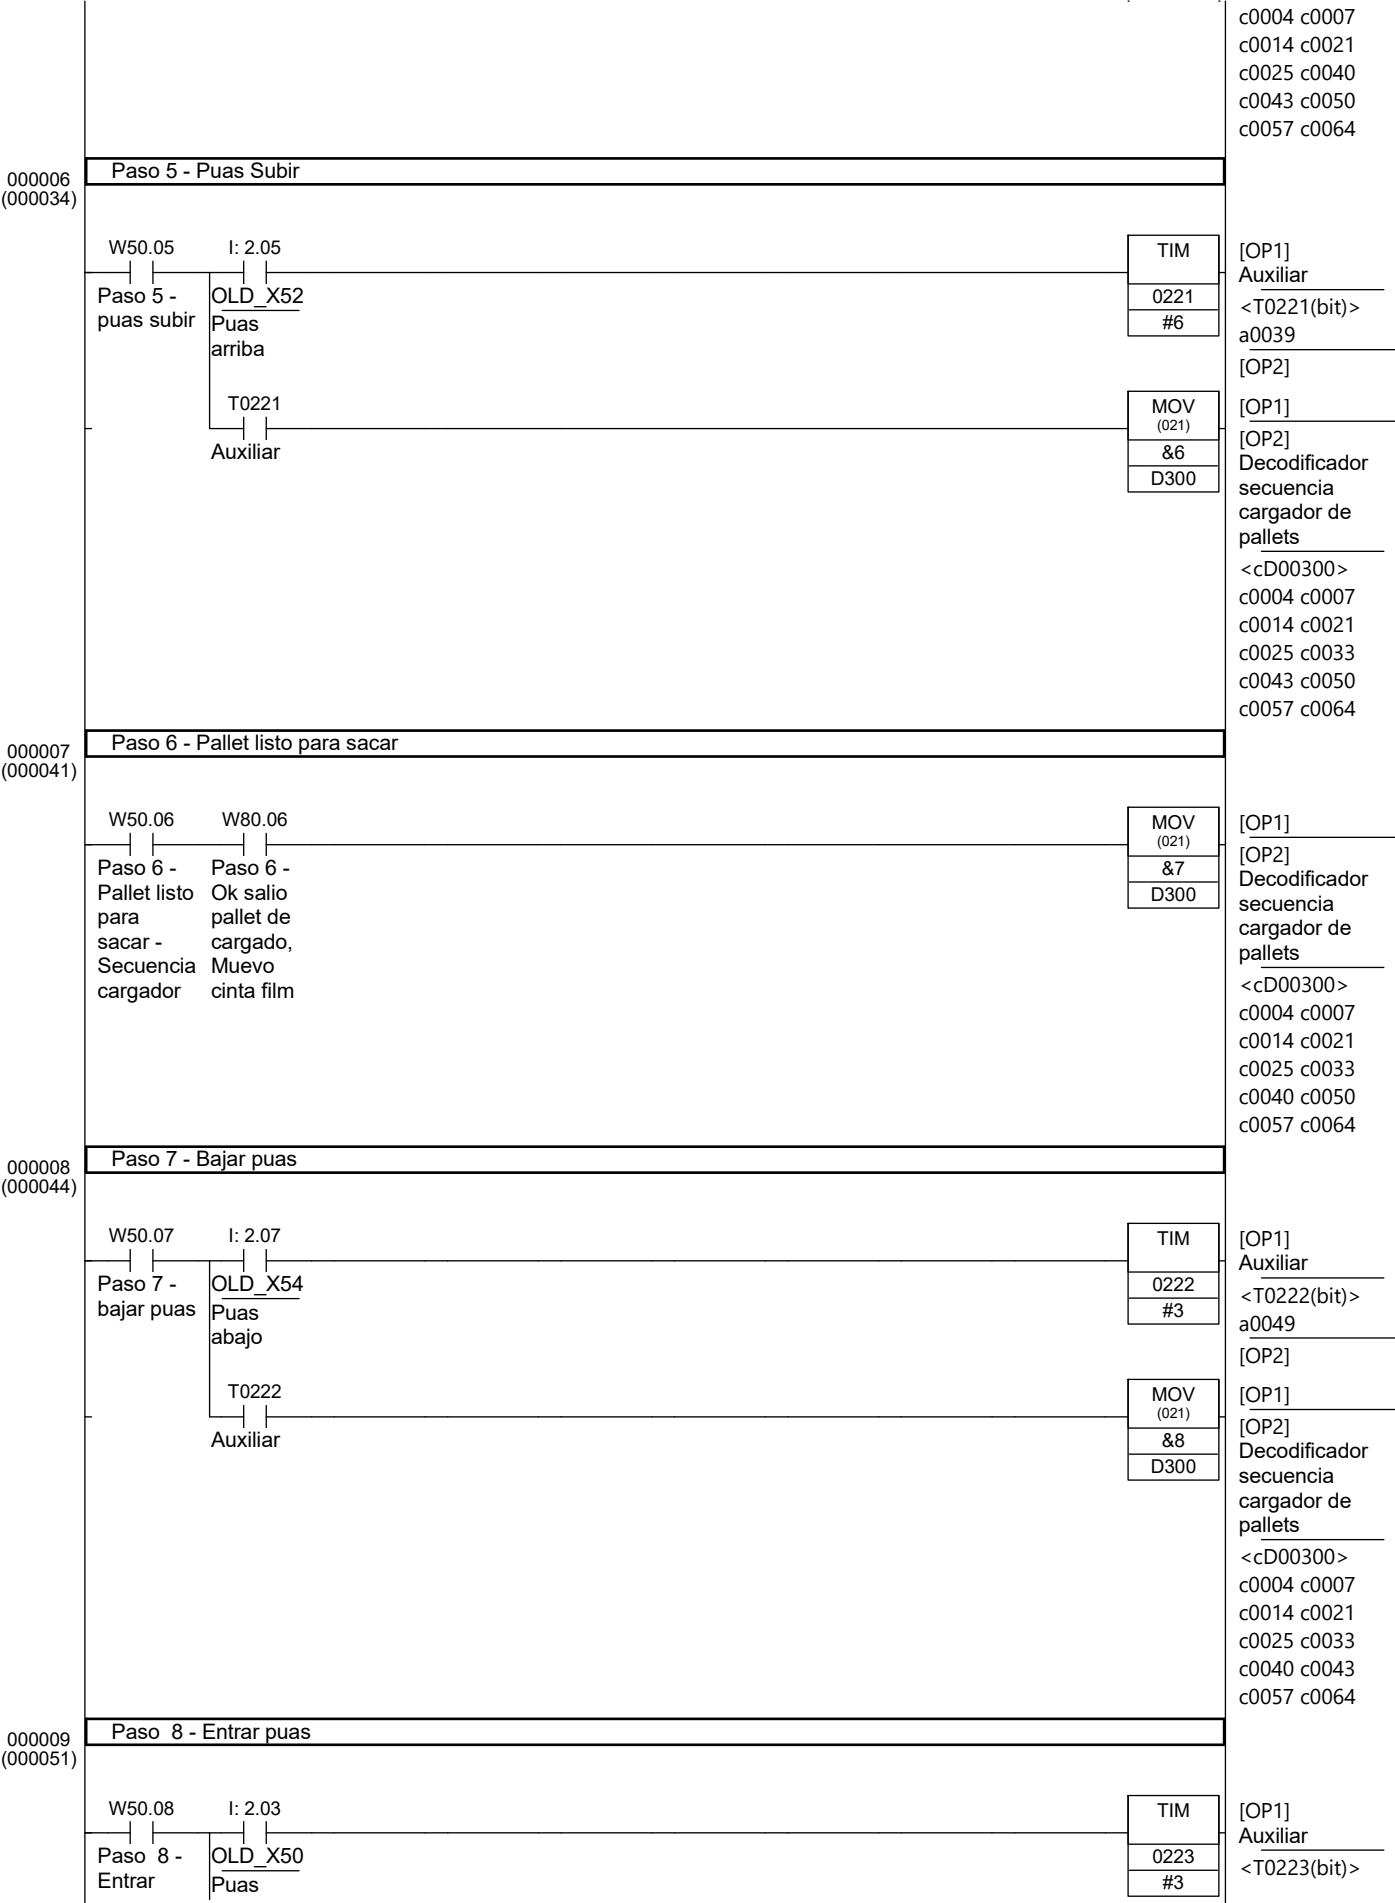 c0004 c0007
c0014 c0021
c0025 c0040
c0043 c0050
c0057 c0064
000006
(000034)
Paso 5 - Puas Subir
W50.05 I: 2.05 TIM [OP1]
Auxiliar
Paso 5 - OLD_X52 0221 <T0221(bit)>
puas subir Puas #6 a0039
arriba
[OP2]
T0221 MOV [OP1]
(021)
[OP2]
Auxiliar &6 Decodificador
D300 secuencia
cargador de
pallets
<cD00300>
c0004 c0007
c0014 c0021
c0025 c0033
c0043 c0050
c0057 c0064
000007
(000041)
Paso 6 - Pallet listo para sacar
W50.06 W80.06 MOV [OP1]
(021)
[OP2]
Paso 6 - Paso 6 - &7 Decodificador
Pallet listo Ok salio D300 secuencia
para pallet de cargador de
sacar - cargado, pallets
Secuencia Muevo <cD00300>
cargador cinta film c0004 c0007
c0014 c0021
c0025 c0033
c0040 c0050
c0057 c0064
000008
(000044)
Paso 7 - Bajar puas
W50.07 I: 2.07 TIM [OP1]
Auxiliar
Paso 7 - OLD_X54 0222 <T0222(bit)>
bajar puas Puas #3 a0049
abajo
[OP2]
T0222 MOV [OP1]
(021)
[OP2]
Auxiliar &8 Decodificador
D300 secuencia
cargador de
pallets
<cD00300>
c0004 c0007
c0014 c0021
c0025 c0033
c0040 c0043
c0057 c0064
000009
(000051)
Paso  8 - Entrar puas
W50.08 I: 2.03 TIM [OP1]
Auxiliar
Paso  8 - OLD_X50 0223 <T0223(bit)>
Entrar Puas #3